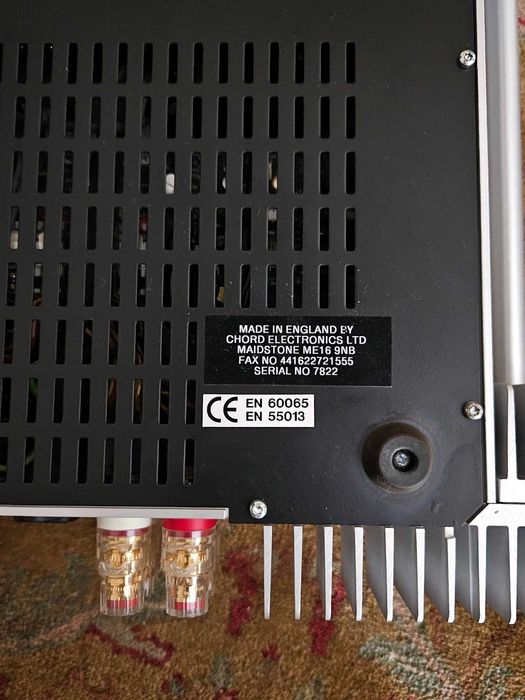 MADE IN ENGLAND BY
CHORD ELECTRONICS LTD
MAIDSTONE ME16 9NB
FAX NO 441622721555
SERIAL NO 7822
CE EN 60065
EN 55013